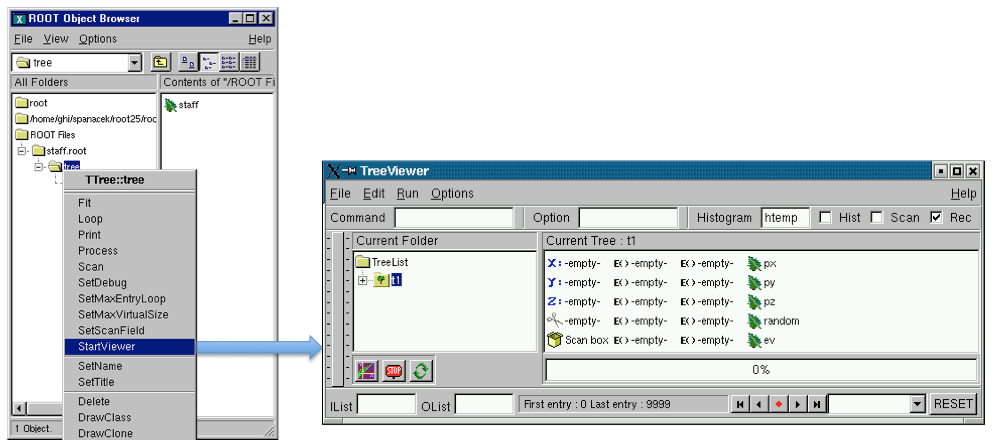 ROOT Object Browser
File View Options Help
tree
All Folders
Contents of "/ROOT Fi
root
/home/ghi/spanacek/root25/roo
ROOT Files
staff.root
tree
staff
TTree::tree
Fit
Loop
Print
Process
Scan
SetDebug
SetMaxEntryLoop
SetMaxVirtualSize
SetScanField
StartViewer
SetName
SetTitle
Delete
DrawClass
DrawClone
1 Object.
TreeViewer
File Edit Run Options Help
Command Option Histogram htemp Hist Scan Rec
Current Folder
TreeList
t1
Current Tree : t1
X: -empty- E() -empty- E() -empty- px
Y: -empty- E() -empty- E() -empty- py
Z: -empty- E() -empty- E() -empty- pz
-empty- E() -empty- E() -empty- random
Scan box E() -empty- E() -empty- ev
STOP
0%
IList OList First entry : 0 Last entry : 9999 RESET